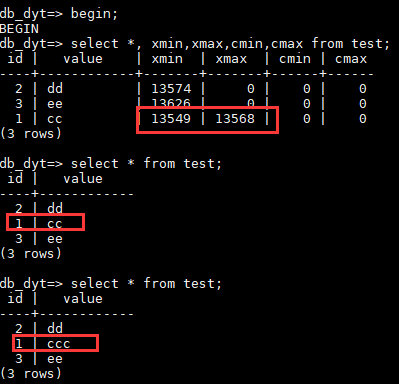 db_dyt=> begin;
BEGIN
db_dyt=> select *, xmin,xmax,cmin,cmax from test;
 id |   value    | xmin  | xmax  | cmin | cmax
----+------------+-------+-------+------+------
  2 | dd         | 13574 |     0 |    0 |    0
  3 | ee         | 13626 |     0 |    0 |    0
  1 | cc         | 13549 | 13568 |    0 |    0
(3 rows)
db_dyt=> select * from test;
 id |   value
----+------------
  2 | dd
  1 | cc
  3 | ee
(3 rows)
db_dyt=> select * from test;
 id |   value
----+------------
  2 | dd
  1 | ccc
  3 | ee
(3 rows)